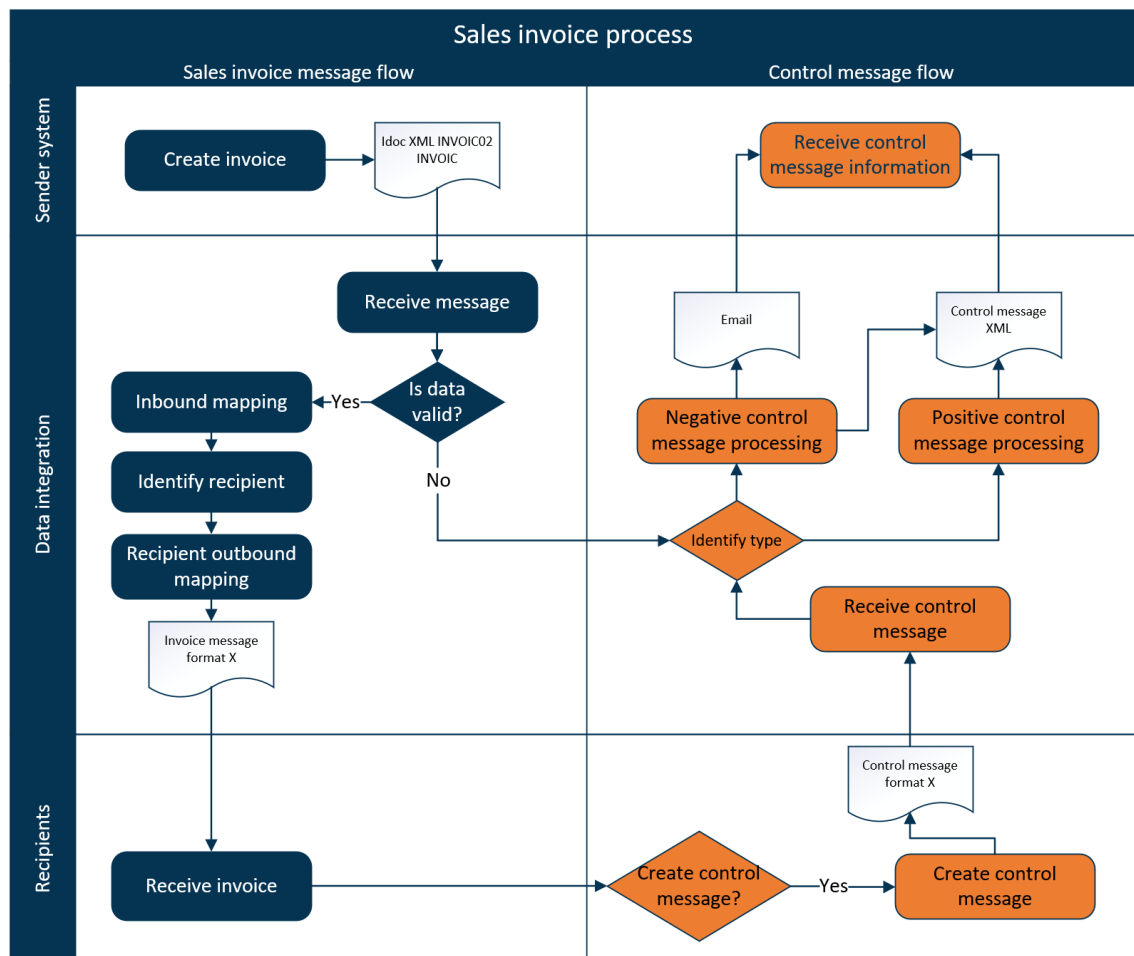 Sales invoice process
Sales invoice message flow
Control message flow
Sender system
Create invoice
Idoc XML INVOIC02
INVOIC
Receive control
message information
Data integration
Receive message
Is data
valid?
Yes
No
Inbound mapping
Identify recipient
Recipient outbound
mapping
Invoice message
format X
Email
Control message
XML
Negative control
message processing
Positive control
message processing
Identify type
Receive control
message
Recipients
Receive invoice
Create control
message?
Yes
Control message
format X
Create control
message